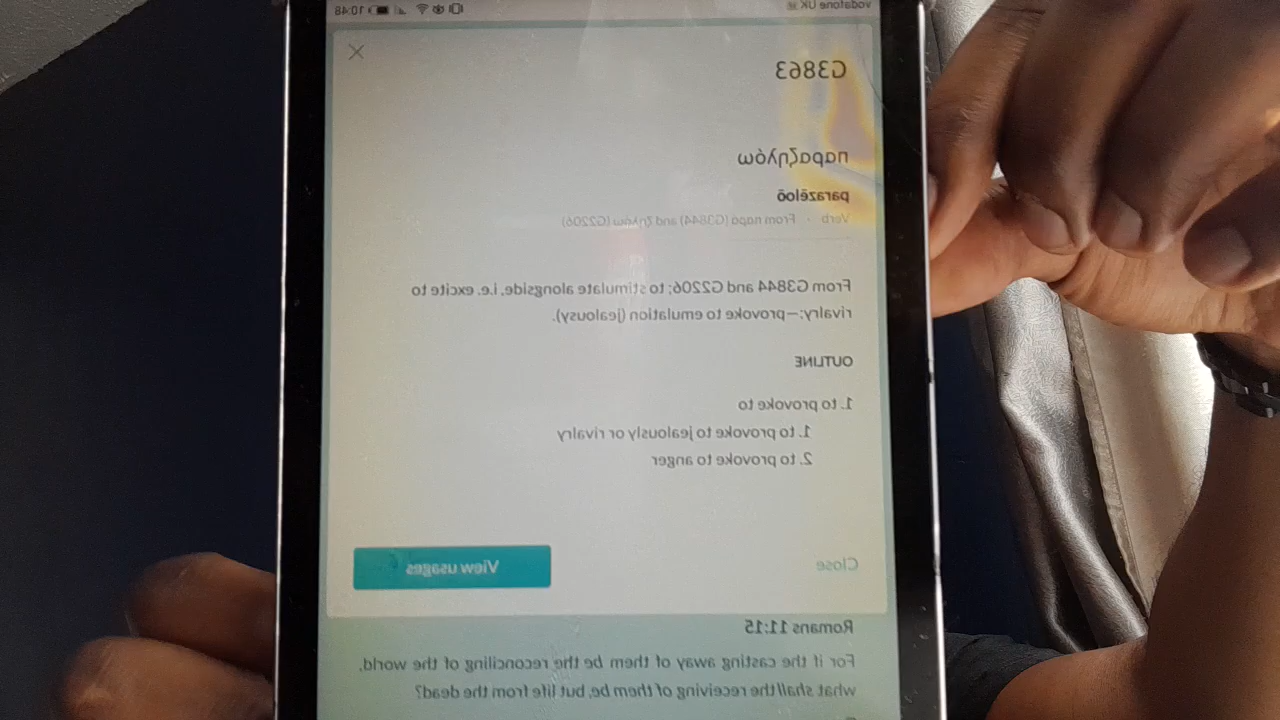 vodafone UK 10:48
G3863
παραζηλόω
parazēloō
Verb · From παρα (G3844) and ζηλοω (G2206)
From G3844 and G2206; to stimulate alongside, i.e. excite to
rivalry:—provoke to emulation (jealousy).
OUTLINE
1. to provoke to
1. to provoke to jealously or rivalry
2. to provoke to anger
Close View usages
Romans 11:15
For if the casting away of them be the reconciling of the world,
what shall the receiving of them be, but life from the dead?